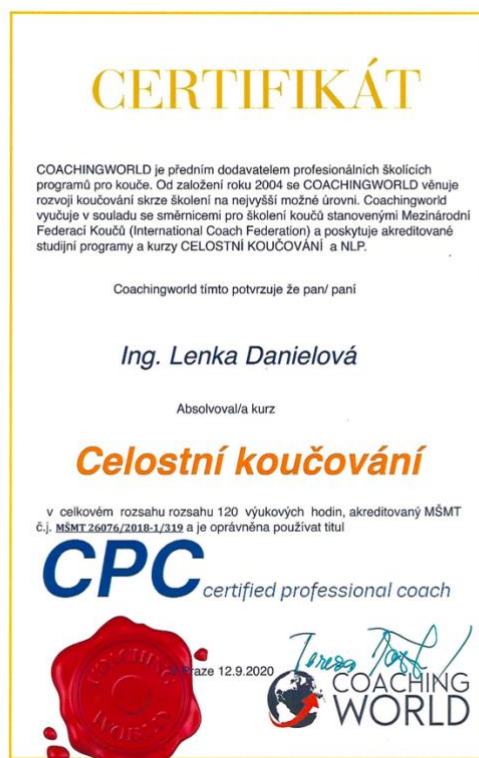 CERTIFIKÁT
COACHINGWORLD je předním dodavatelem profesionálních školících
programů pro kouče. Od založení roku 2004 se COACHINGWORLD věnuje
rozvoji koučování skrze školení na nejvyšší možné úrovni. Coachingworld
vyučuje v souladu se směrnicemi pro školení koučů stanovenými Mezinárodní
Federací Koučů (International Coach Federation) a poskytuje akreditované
studijní programy a kurzy CELOSTNÍ KOUČOVÁNÍ a NLP.
Coachingworld tímto potvrzuje že pan/ paní
Ing. Lenka Danielová
Absolvoval/a kurz
Celostní koučování
v celkovém rozsahu rozsahu 120 výukových hodin, akreditovaný MŠMT
č.j. MŠMT 26076/2018-1/319 a je oprávněna používat titul
CPC certified professional coach
Praze 12.9.2020
Tereza
COACHING
WORLD
COACHING
WORLD